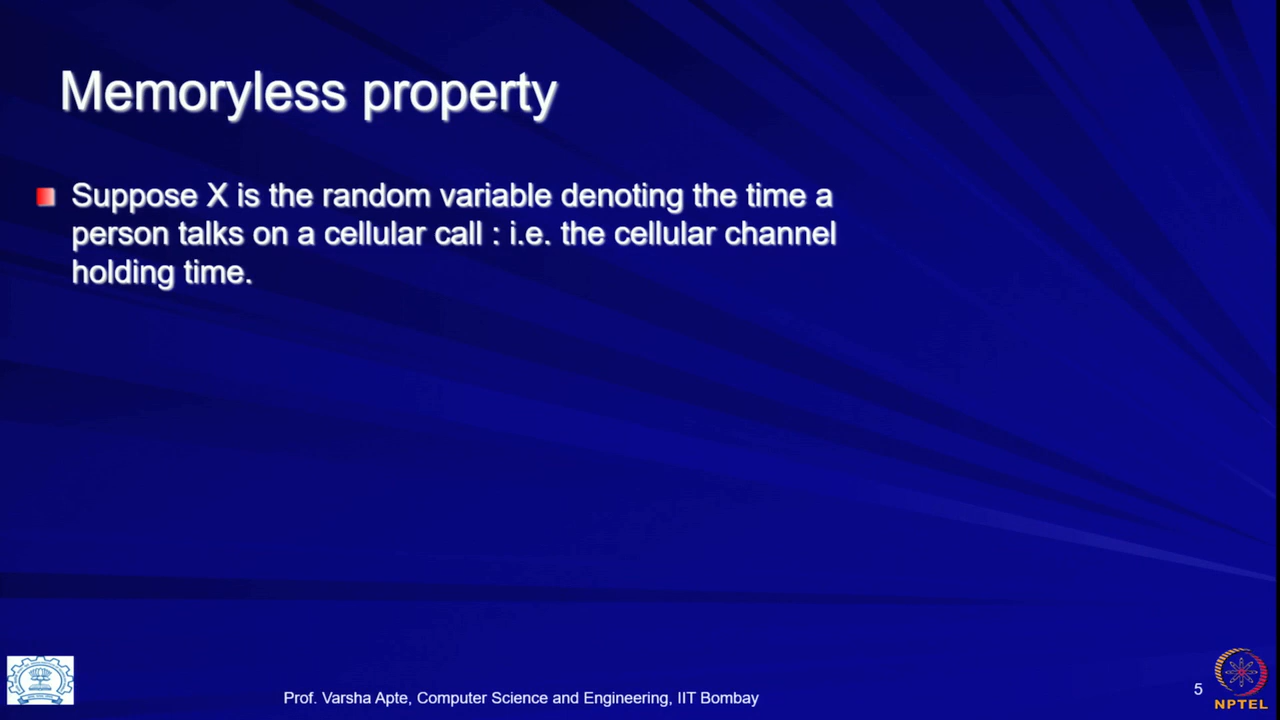 Memoryless property
Suppose X is the random variable denoting the time a
person talks on a cellular call : i.e. the cellular channel
holding time.
Prof. Varsha Apte, Computer Science and Engineering, IIT Bombay
5
NPTEL